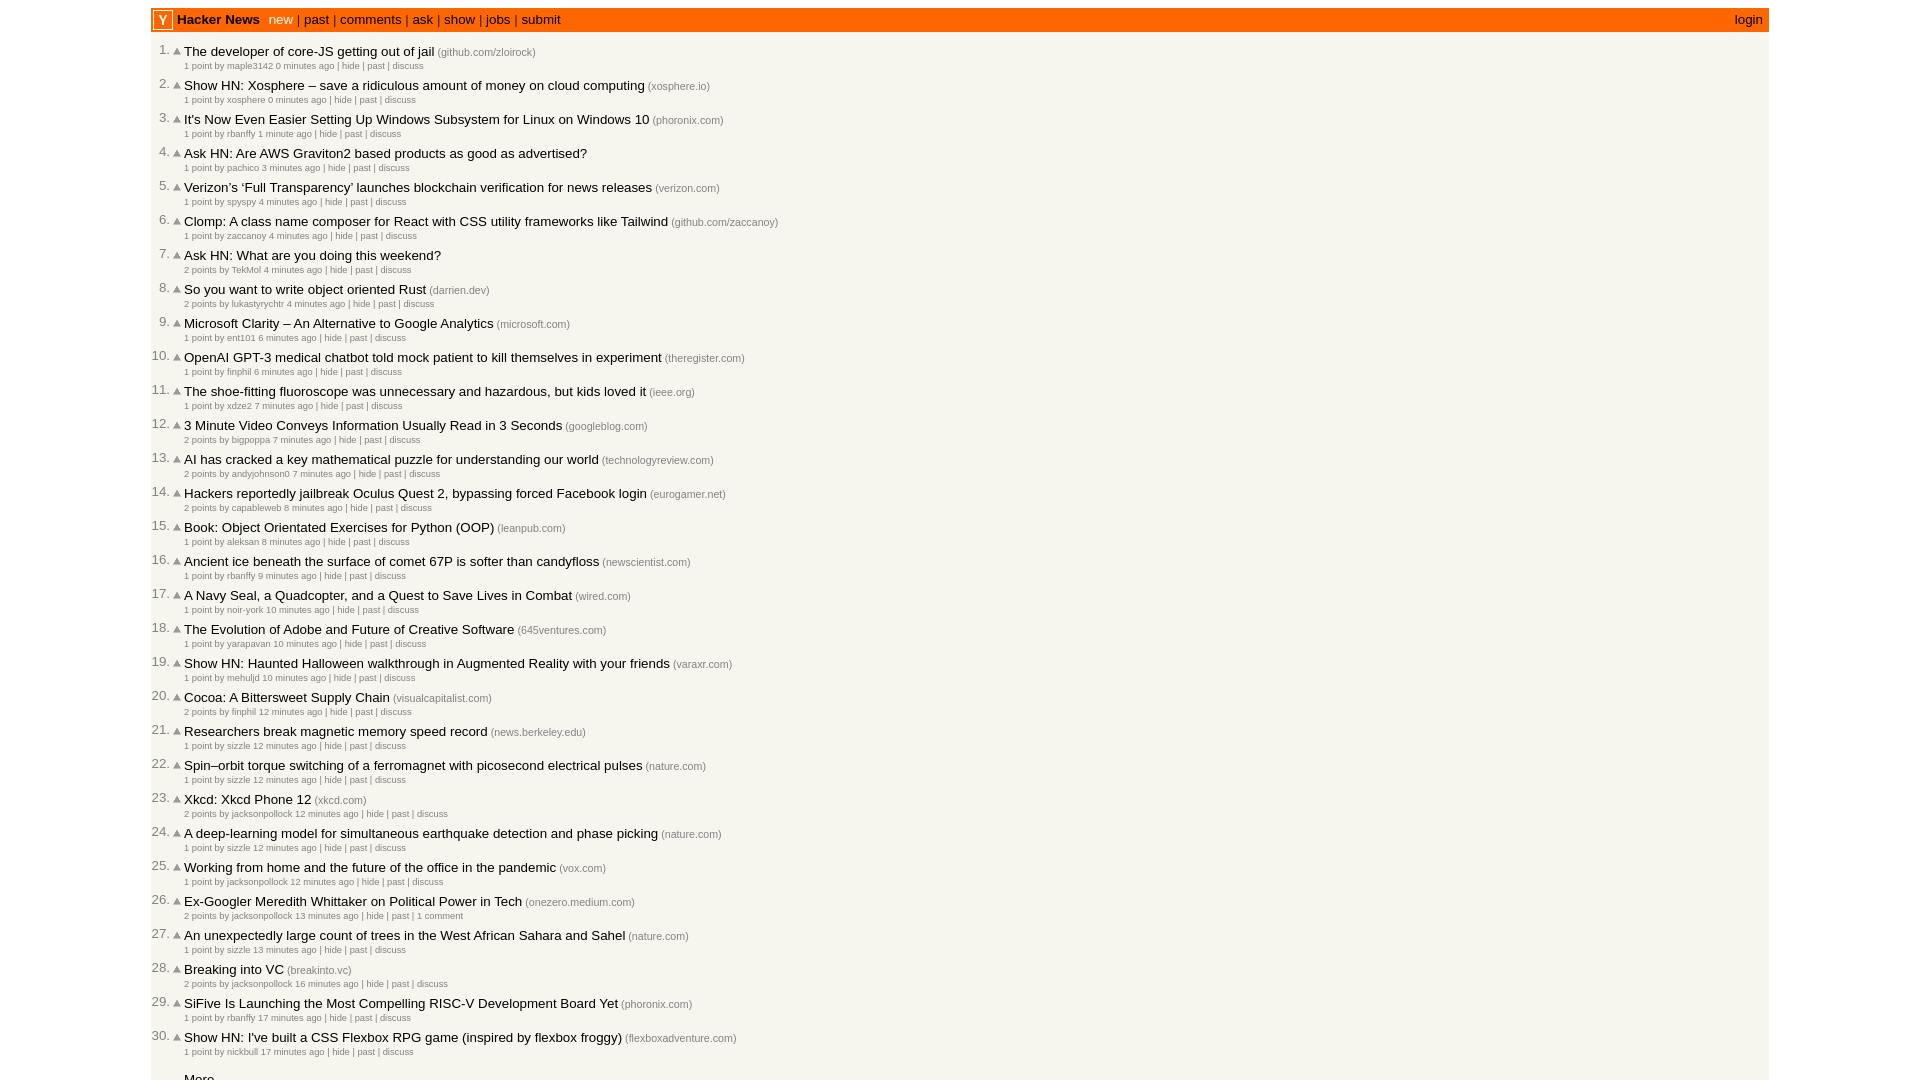 Y Hacker News new | past | comments | ask | show | jobs | submit login
1. The developer of core-JS getting out of jail (github.com/zloirock)
1 point by maple3142 0 minutes ago | hide | past | discuss
2. Show HN: Xosphere – save a ridiculous amount of money on cloud computing (xosphere.io)
1 point by xosphere 0 minutes ago | hide | past | discuss
3. It's Now Even Easier Setting Up Windows Subsystem for Linux on Windows 10 (phoronix.com)
1 point by rbanffy 1 minute ago | hide | past | discuss
4. Ask HN: Are AWS Graviton2 based products as good as advertised?
1 point by pachico 3 minutes ago | hide | past | discuss
5. Verizon’s ‘Full Transparency’ launches blockchain verification for news releases (verizon.com)
1 point by spyspy 4 minutes ago | hide | past | discuss
6. Clomp: A class name composer for React with CSS utility frameworks like Tailwind (github.com/zaccanoy)
1 point by zaccanoy 4 minutes ago | hide | past | discuss
7. Ask HN: What are you doing this weekend?
2 points by TekMol 4 minutes ago | hide | past | discuss
8. So you want to write object oriented Rust (darrien.dev)
2 points by lukastyrychtr 4 minutes ago | hide | past | discuss
9. Microsoft Clarity – An Alternative to Google Analytics (microsoft.com)
1 point by ent101 6 minutes ago | hide | past | discuss
10. OpenAI GPT-3 medical chatbot told mock patient to kill themselves in experiment (theregister.com)
1 point by finphil 6 minutes ago | hide | past | discuss
11. The shoe-fitting fluoroscope was unnecessary and hazardous, but kids loved it (ieee.org)
1 point by xdze2 7 minutes ago | hide | past | discuss
12. 3 Minute Video Conveys Information Usually Read in 3 Seconds (googleblog.com)
2 points by bigpoppa 7 minutes ago | hide | past | discuss
13. AI has cracked a key mathematical puzzle for understanding our world (technologyreview.com)
2 points by andyjohnson0 7 minutes ago | hide | past | discuss
14. Hackers reportedly jailbreak Oculus Quest 2, bypassing forced Facebook login (eurogamer.net)
2 points by capableweb 8 minutes ago | hide | past | discuss
15. Book: Object Orientated Exercises for Python (OOP) (leanpub.com)
1 point by aleksan 8 minutes ago | hide | past | discuss
16. Ancient ice beneath the surface of comet 67P is softer than candyfloss (newscientist.com)
1 point by rbanffy 9 minutes ago | hide | past | discuss
17. A Navy Seal, a Quadcopter, and a Quest to Save Lives in Combat (wired.com)
1 point by noir-york 10 minutes ago | hide | past | discuss
18. The Evolution of Adobe and Future of Creative Software (645ventures.com)
1 point by yarapavan 10 minutes ago | hide | past | discuss
19. Show HN: Haunted Halloween walkthrough in Augmented Reality with your friends (varaxr.com)
1 point by mehuljd 10 minutes ago | hide | past | discuss
20. Cocoa: A Bittersweet Supply Chain (visualcapitalist.com)
2 points by finphil 12 minutes ago | hide | past | discuss
21. Researchers break magnetic memory speed record (news.berkeley.edu)
1 point by sizzle 12 minutes ago | hide | past | discuss
22. Spin–orbit torque switching of a ferromagnet with picosecond electrical pulses (nature.com)
1 point by sizzle 12 minutes ago | hide | past | discuss
23. Xkcd: Xkcd Phone 12 (xkcd.com)
2 points by jacksonpollock 12 minutes ago | hide | past | discuss
24. A deep-learning model for simultaneous earthquake detection and phase picking (nature.com)
1 point by sizzle 12 minutes ago | hide | past | discuss
25. Working from home and the future of the office in the pandemic (vox.com)
1 point by jacksonpollock 12 minutes ago | hide | past | discuss
26. Ex-Googler Meredith Whittaker on Political Power in Tech (onezero.medium.com)
2 points by jacksonpollock 13 minutes ago | hide | past | 1 comment
27. An unexpectedly large count of trees in the West African Sahara and Sahel (nature.com)
1 point by sizzle 13 minutes ago | hide | past | discuss
28. Breaking into VC (breakinto.vc)
2 points by jacksonpollock 16 minutes ago | hide | past | discuss
29. SiFive Is Launching the Most Compelling RISC-V Development Board Yet (phoronix.com)
1 point by rbanffy 17 minutes ago | hide | past | discuss
30. Show HN: I've built a CSS Flexbox RPG game (inspired by flexbox froggy) (flexboxadventure.com)
1 point by nickbull 17 minutes ago | hide | past | discuss
More